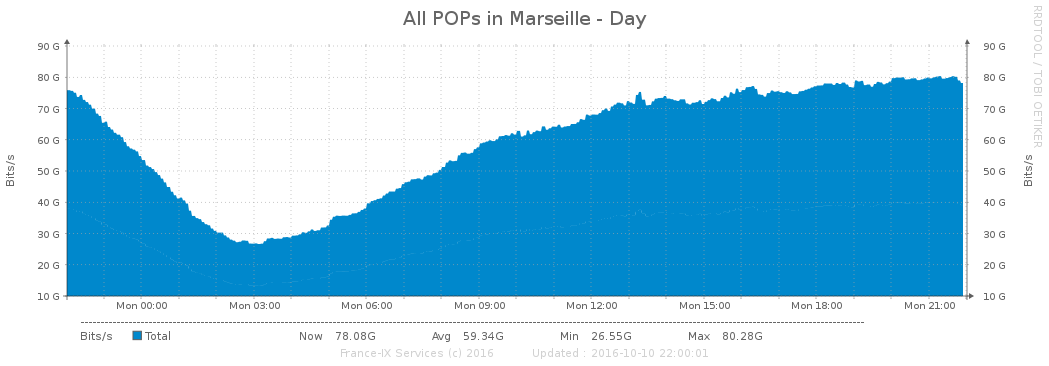 All POPs in Marseille - Day
RRDTOOL / TOBI OETIKER
90 G 90 G
80 G 80 G
70 G 70 G
60 G 60 G
50 G 50 G
40 G 40 G
30 G 30 G
20 G 20 G
10 G 10 G
Bits/s
Bits/s
Mon 00:00 Mon 03:00 Mon 06:00 Mon 09:00 Mon 12:00 Mon 15:00 Mon 18:00 Mon 21:00
Bits/s Total Now 78.08G Avg 59.34G Min 26.55G Max 80.28G
France-IX Services (c) 2016 Updated : 2016-10-10 22:00:01